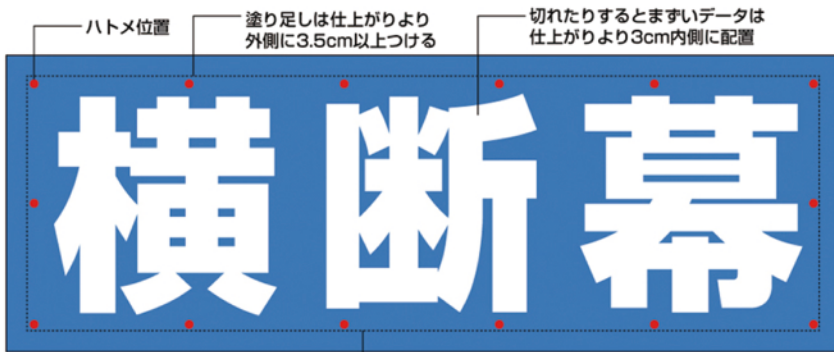 ハトメ位置
塗り足しは仕上がりより
外側に3.5cm以上つける
切れたりするとまずいデータは
仕上がりより3cm内側に配置
横断幕